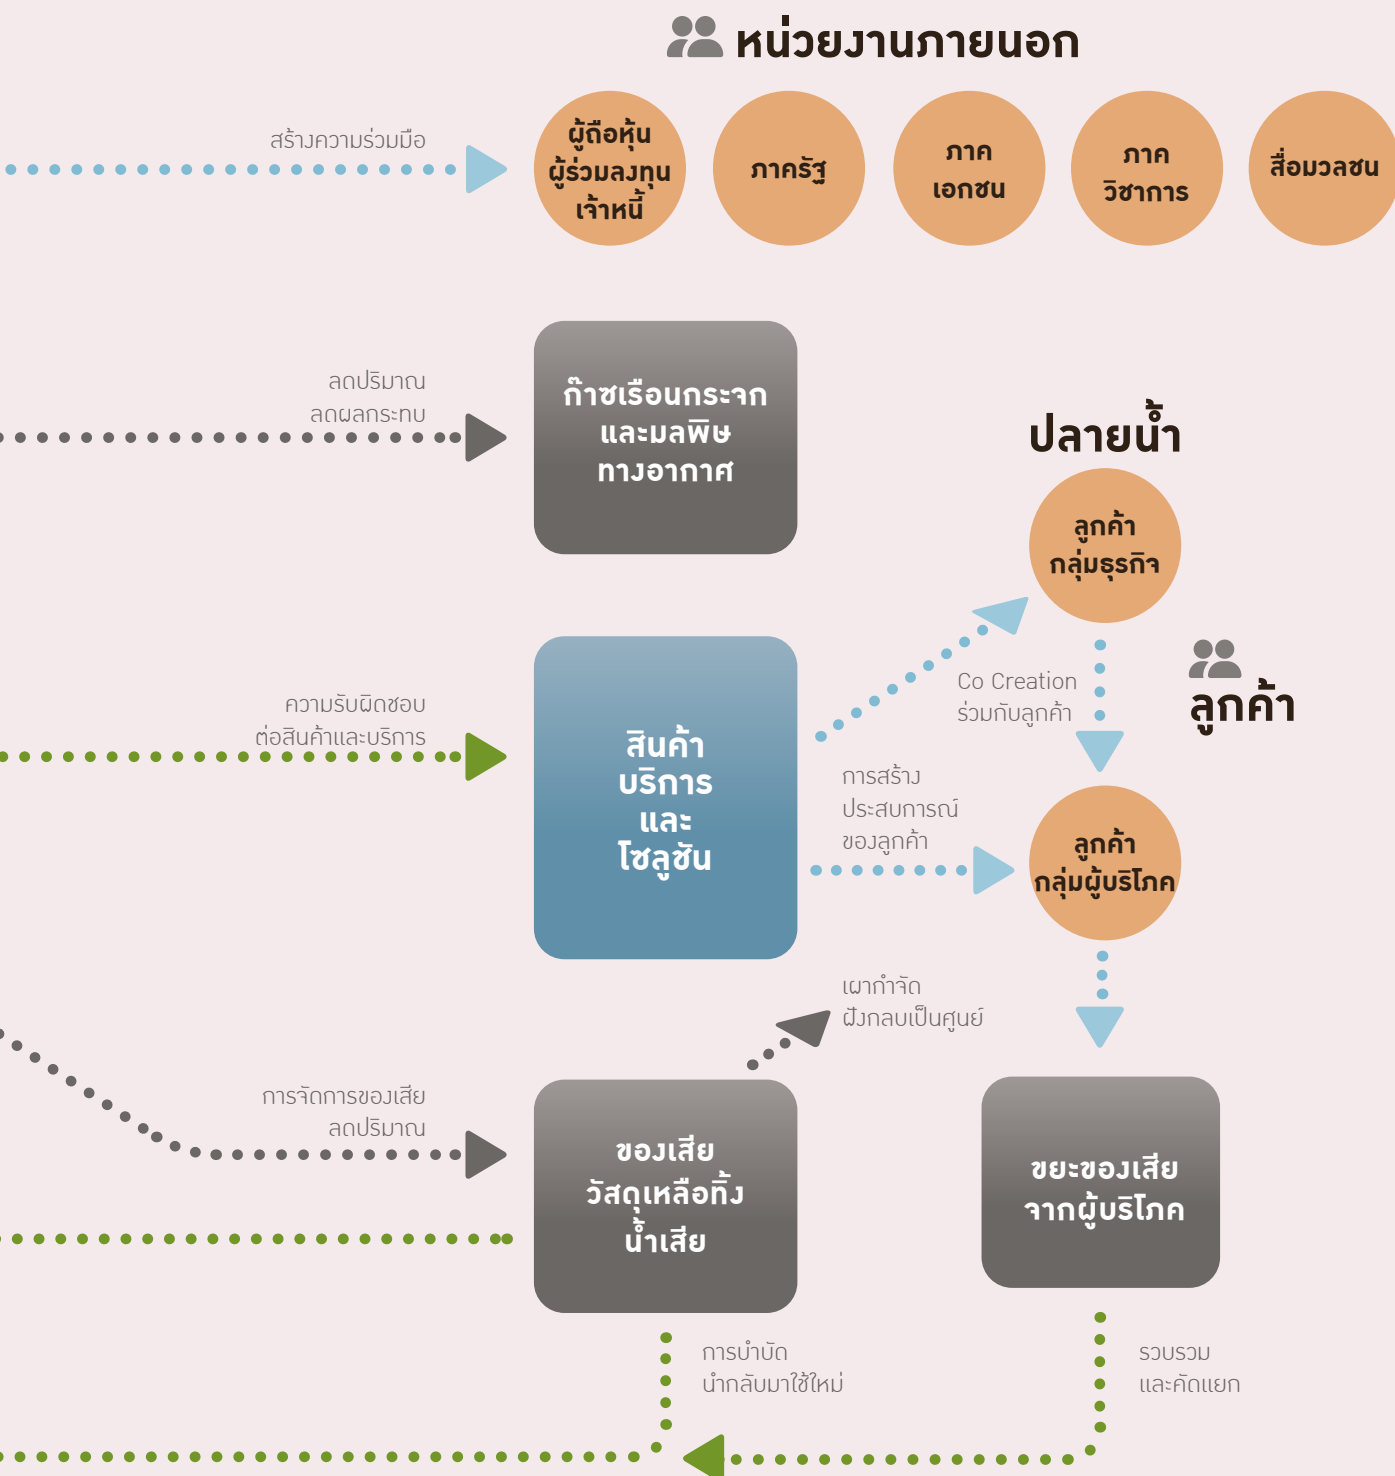 หน่วยงานภายนอก
สร้างความร่วมมือ
ผู้ถือหุ้น
ผู้ร่วมลงทุน
เจ้าหนี้
ภาครัฐ
ภาค
เอกชน
ภาค
วิชาการ
สื่อมวลชน
ลดปริมาณ
ลดผลกระทบ
ก๊าซเรือนกระจก
และมลพิษ
ทางอากาศ
ปลายน้ำ
ลูกค้า
กลุ่มธุรกิจ
ความรับผิดชอบ
ต่อสินค้าและบริการ
สินค้า
บริการ
และ
โซลูชัน
Co Creation
ร่วมกับลูกค้า
ลูกค้า
การสร้าง
ประสบการณ์
ของลูกค้า
ลูกค้า
กลุ่มผู้บริโภค
เผากำจัด
ฝังกลบเป็นศูนย์
การจัดการของเสีย
ลดปริมาณ
ของเสีย
วัสดุเหลือทิ้ง
น้ำเสีย
ขยะของเสีย
จากผู้บริโภค
การบำบัด
นำกลับมาใช้ใหม่
รวบรวม
และคัดแยก